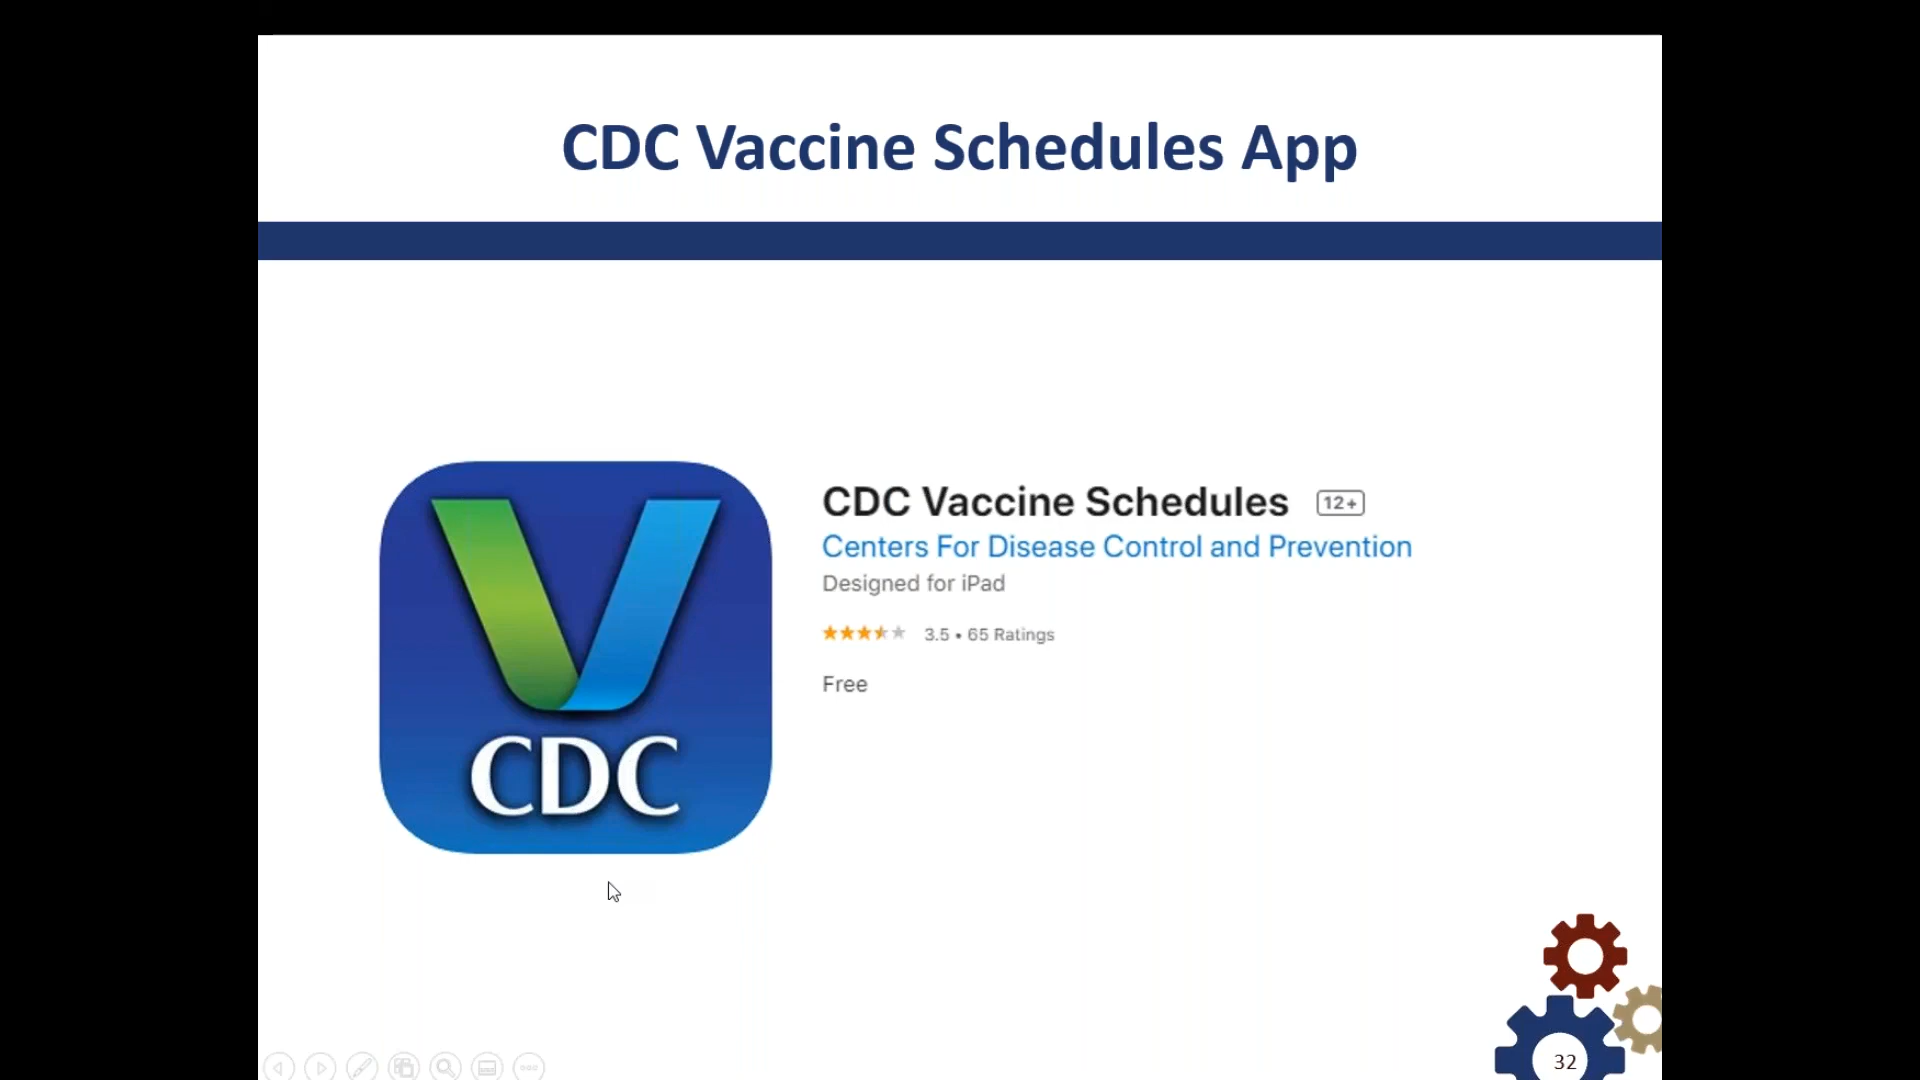 CDC Vaccine Schedules App
V
CDC
CDC Vaccine Schedules 12+
Centers For Disease Control and Prevention
Designed for iPad
3.5 • 65 Ratings
Free
32